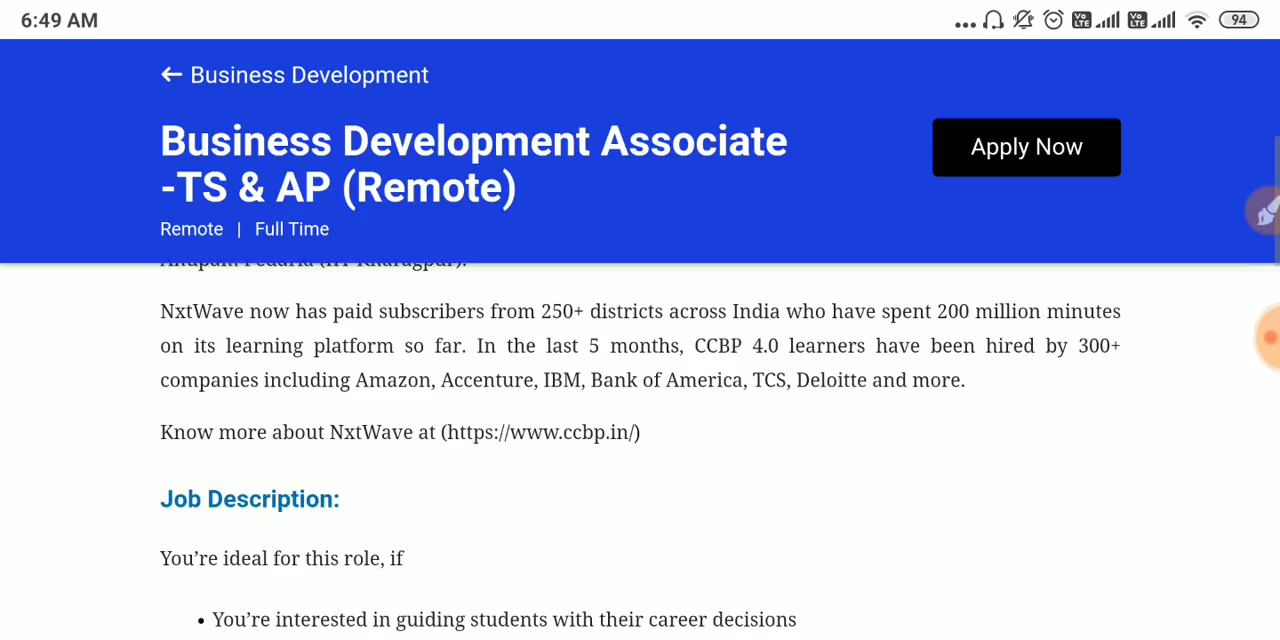 6:49 AM
94
Business Development
Business Development Associate
-TS & AP (Remote)
Remote | Full Time
Apply Now
NxtWave now has paid subscribers from 250+ districts across India who have spent 200 million minutes
on its learning platform so far. In the last 5 months, CCBP 4.0 learners have been hired by 300+
companies including Amazon, Accenture, IBM, Bank of America, TCS, Deloitte and more.
Know more about NxtWave at (https://www.ccbp.in/)
Job Description:
You’re ideal for this role, if
• You’re interested in guiding students with their career decisions